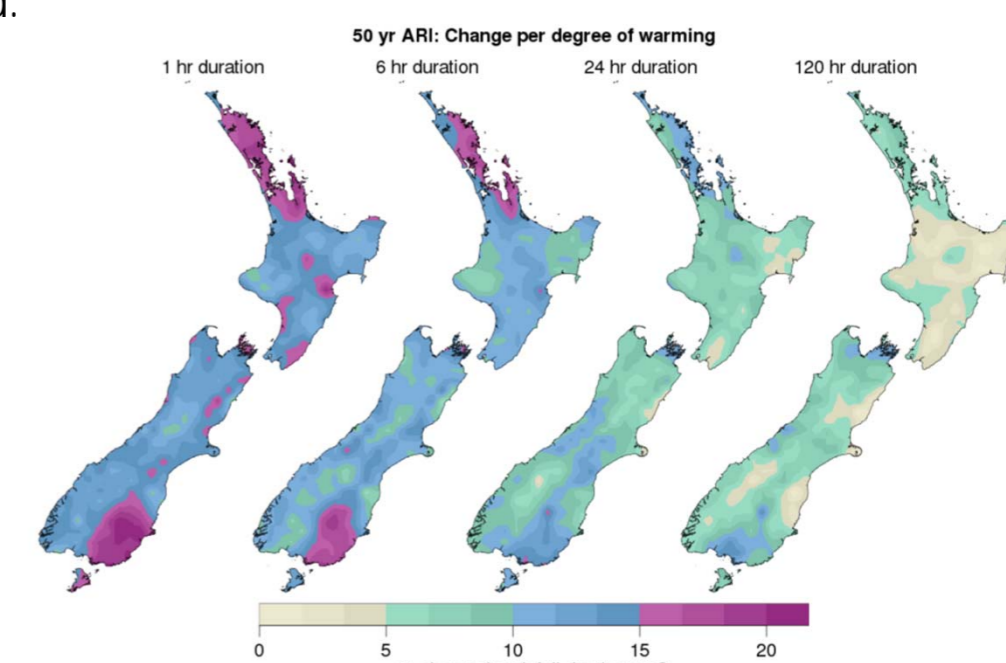 50 yr ARI: Change per degree of warming
1 hr duration 6 hr duration 24 hr duration 120 hr duration
0 5 10 15 20